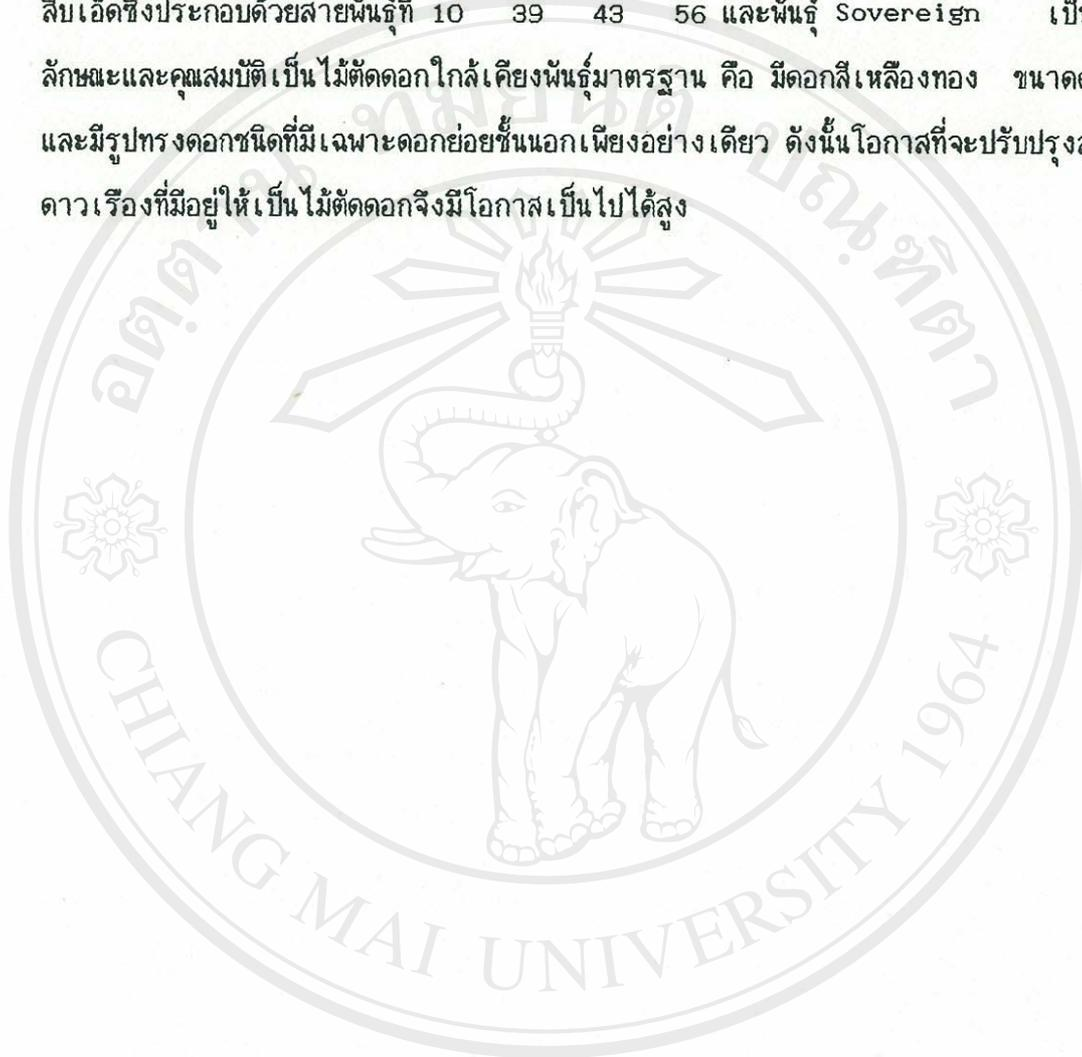 สิบเอ็ดซึ่งประกอบด้วยสายพันธุ์ที่ 10 39 43 56 และพันธุ์ Sovereign
ลักษณะและคุณสมบัติเป็นไม้ตัดดอกใกล้เคียงพันธุ์มาตรฐาน คือ มีดอกสีเหลืองทอง
และมีรูปทรงดอกชนิดที่มีเฉพาะดอกย่อยชั้นนอกเพียงอย่างเดียว ดังนั้นโอกาสที่จะปรับปรุง
ดาวเรืองที่มีอยู่ให้เป็นไม้ตัดดอกจึงมีโอกาสเป็นไปได้สูง
CHIANG MAI UNIVERSITY 1964